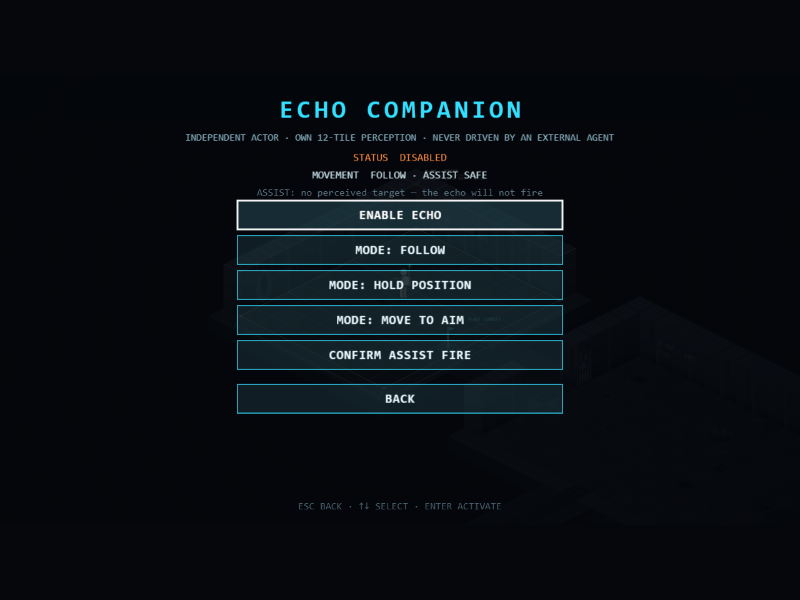 ECHO COMPANION
INDEPENDENT ACTOR · OWN 12-TILE PERCEPTION · NEVER DRIVEN BY AN EXTERNAL AGENT
STATUS DISABLED
MOVEMENT FOLLOW · ASSIST SAFE
ASSIST: no perceived target — the echo will not fire
ENABLE ECHO
MODE: FOLLOW
MODE: HOLD POSITION
MODE: MOVE TO AIM
CONFIRM ASSIST FIRE
BACK
ESC BACK · ↑↓ SELECT · ENTER ACTIVATE